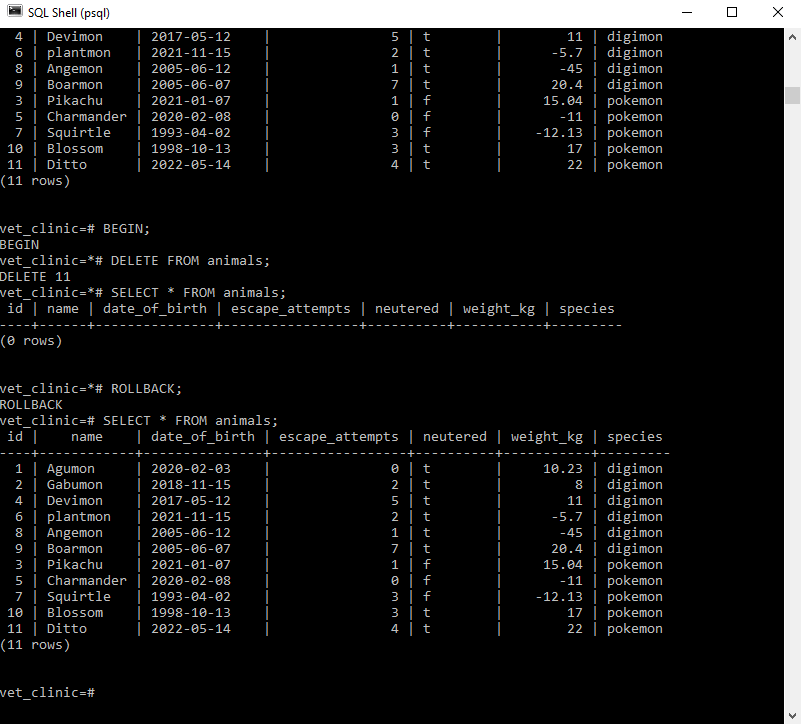 SQL Shell (psql)
  4 | Devimon    | 2017-05-12    |               5 | t        |        11 | digimon
  6 | plantmon   | 2021-11-15    |               2 | t        |      -5.7 | digimon
  8 | Angemon    | 2005-06-12    |               1 | t        |       -45 | digimon
  9 | Boarmon    | 2005-06-07    |               7 | t        |      20.4 | digimon
  3 | Pikachu    | 2021-01-07    |               1 | f        |     15.04 | pokemon
  5 | Charmander | 2020-02-08    |               0 | f        |       -11 | pokemon
  7 | Squirtle   | 1993-04-02    |               3 | f        |    -12.13 | pokemon
 10 | Blossom    | 1998-10-13    |               3 | t        |        17 | pokemon
 11 | Ditto      | 2022-05-14    |               4 | t        |        22 | pokemon
(11 rows)
vet_clinic=# BEGIN;
BEGIN
vet_clinic=*# DELETE FROM animals;
DELETE 11
vet_clinic=*# SELECT * FROM animals;
 id | name | date_of_birth | escape_attempts | neutered | weight_kg | species
----+------+---------------+-----------------+----------+-----------+---------
(0 rows)
vet_clinic=*# ROLLBACK;
ROLLBACK
vet_clinic=# SELECT * FROM animals;
 id |    name    | date_of_birth | escape_attempts | neutered | weight_kg | species
----+------------+---------------+-----------------+----------+-----------+---------
  1 | Agumon     | 2020-02-03    |               0 | t        |     10.23 | digimon
  2 | Gabumon    | 2018-11-15    |               2 | t        |         8 | digimon
  4 | Devimon    | 2017-05-12    |               5 | t        |        11 | digimon
  6 | plantmon   | 2021-11-15    |               2 | t        |      -5.7 | digimon
  8 | Angemon    | 2005-06-12    |               1 | t        |       -45 | digimon
  9 | Boarmon    | 2005-06-07    |               7 | t        |      20.4 | digimon
  3 | Pikachu    | 2021-01-07    |               1 | f        |     15.04 | pokemon
  5 | Charmander | 2020-02-08    |               0 | f        |       -11 | pokemon
  7 | Squirtle   | 1993-04-02    |               3 | f        |    -12.13 | pokemon
 10 | Blossom    | 1998-10-13    |               3 | t        |        17 | pokemon
 11 | Ditto      | 2022-05-14    |               4 | t        |        22 | pokemon
(11 rows)
vet_clinic=#